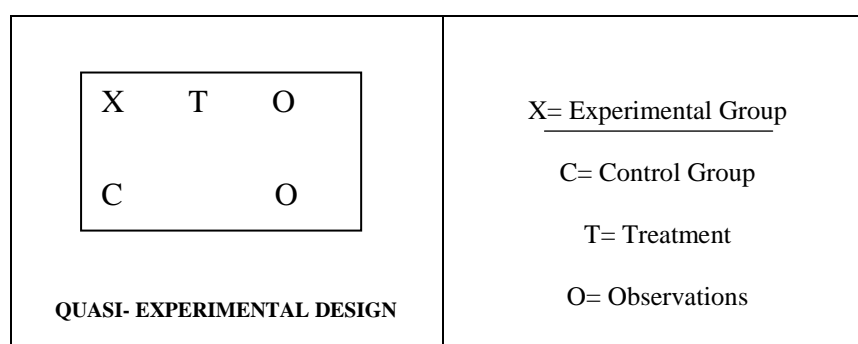 X T O
C O
QUASI- EXPERIMENTAL DESIGN
X= Experimental Group
C= Control Group
T= Treatment
O= Observations